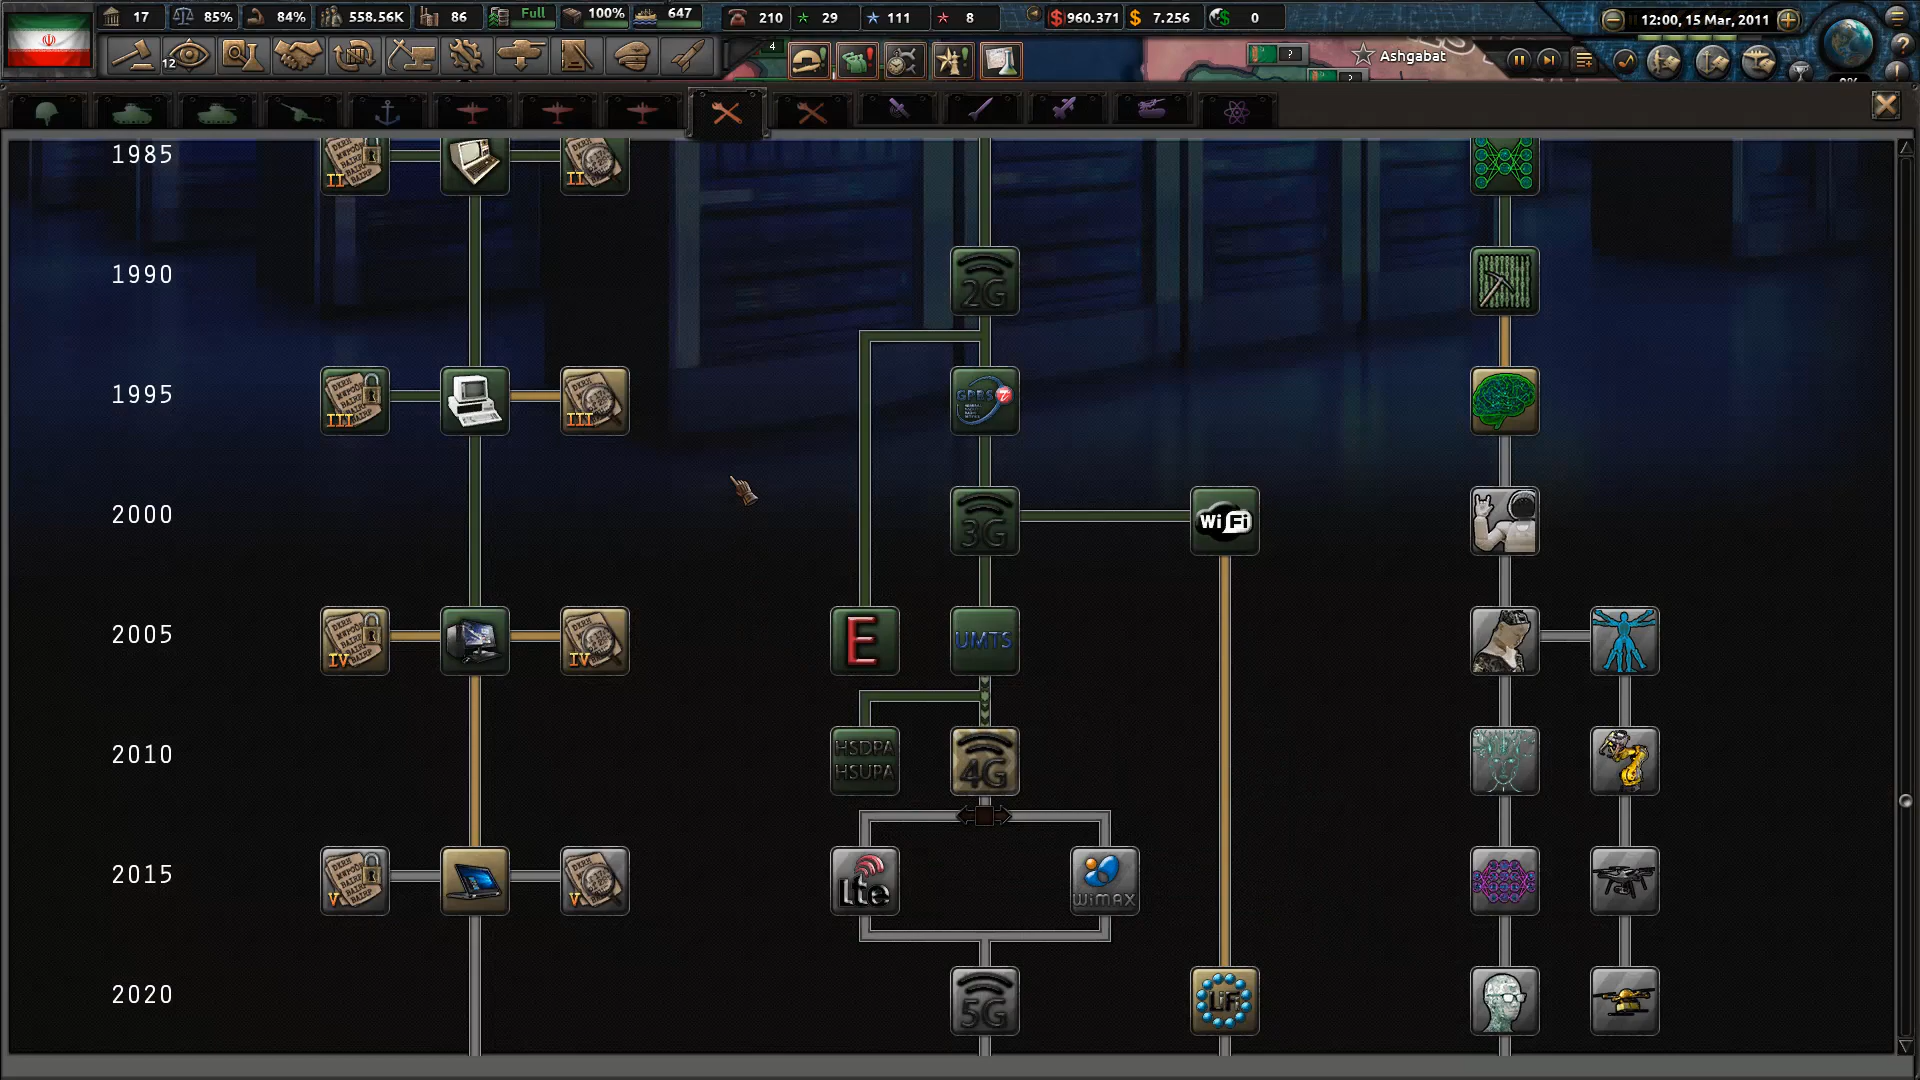 17
85%
84%
558.56K
86
Full
100%
647
210
29
111
8
960.371
7.256
0
12:00, 15 Mar, 2011
12
4
?
?
Ashgabat
?
0%
1985
II
II
1990
2G
1995
III
III
GPRS
2000
3G
WiFi
2005
IV
IV
E
UMTS
2010
HSDPA
HSUPA
4G
2015
V
V
Lte
WiMAX
2020
5G
LiFi